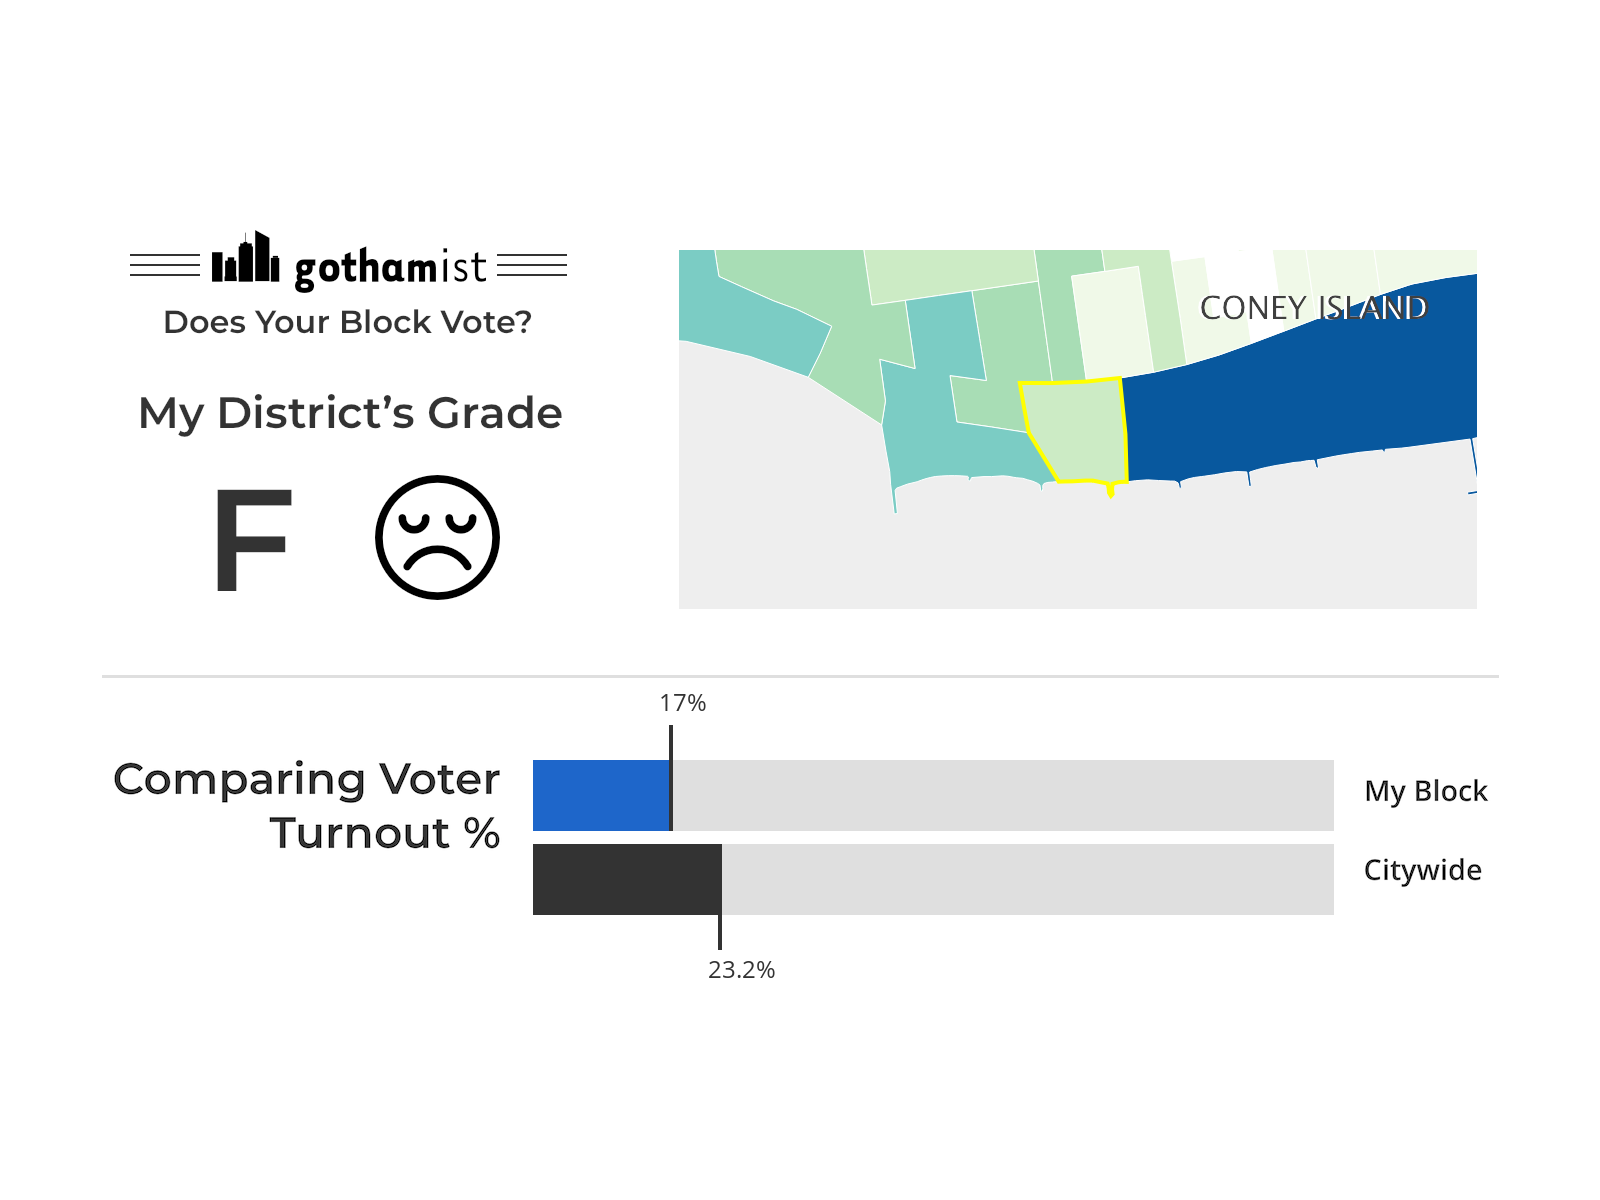 gothamist
Does Your Block Vote?
My District’s Grade
F
CONEY ISLAND
17%
Comparing Voter
Turnout %
My Block
Citywide
23.2%